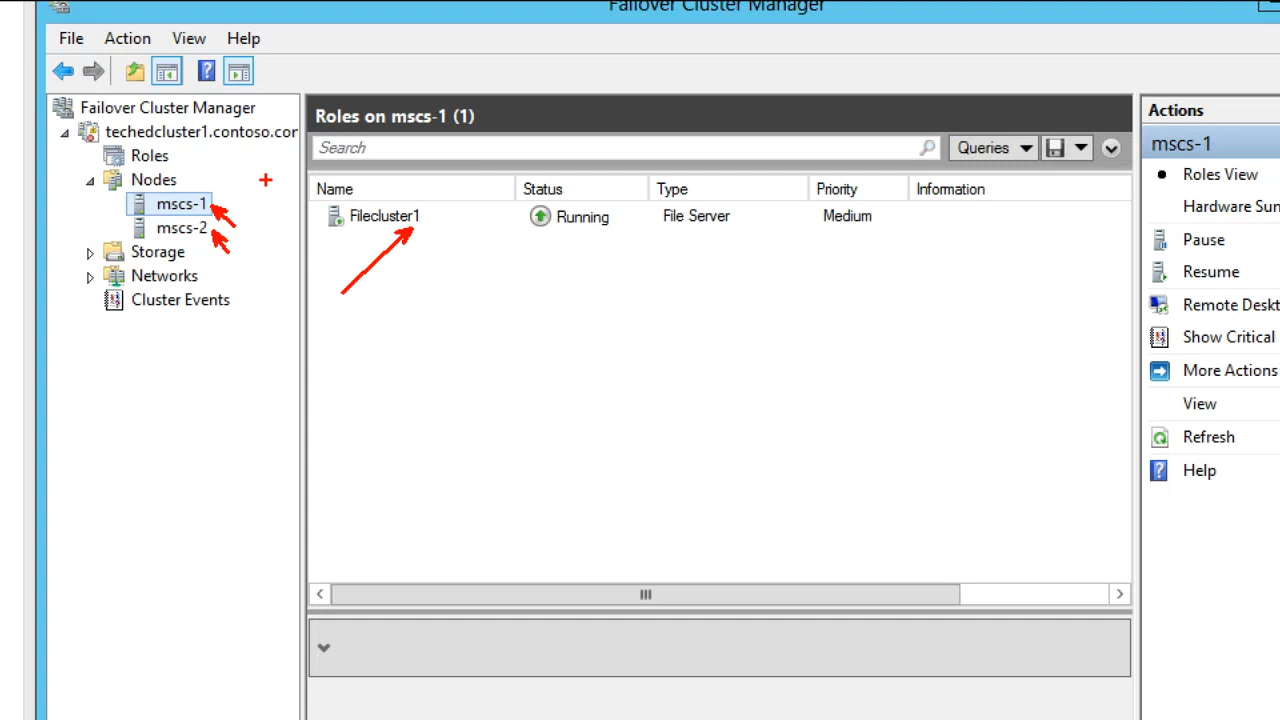 Failover Cluster Manager
File Action View Help
Failover Cluster Manager
techedcluster1.contoso.cor
Roles
Nodes
mscs-1
mscs-2
Storage
Networks
Cluster Events
Roles on mscs-1 (1)
Search
Queries
Name Status Type Priority Information
Filecluster1 Running File Server Medium
Actions
mscs-1
Roles View
Hardware Sun
Pause
Resume
Remote Deskt
Show Critical
More Actions
View
Refresh
Help